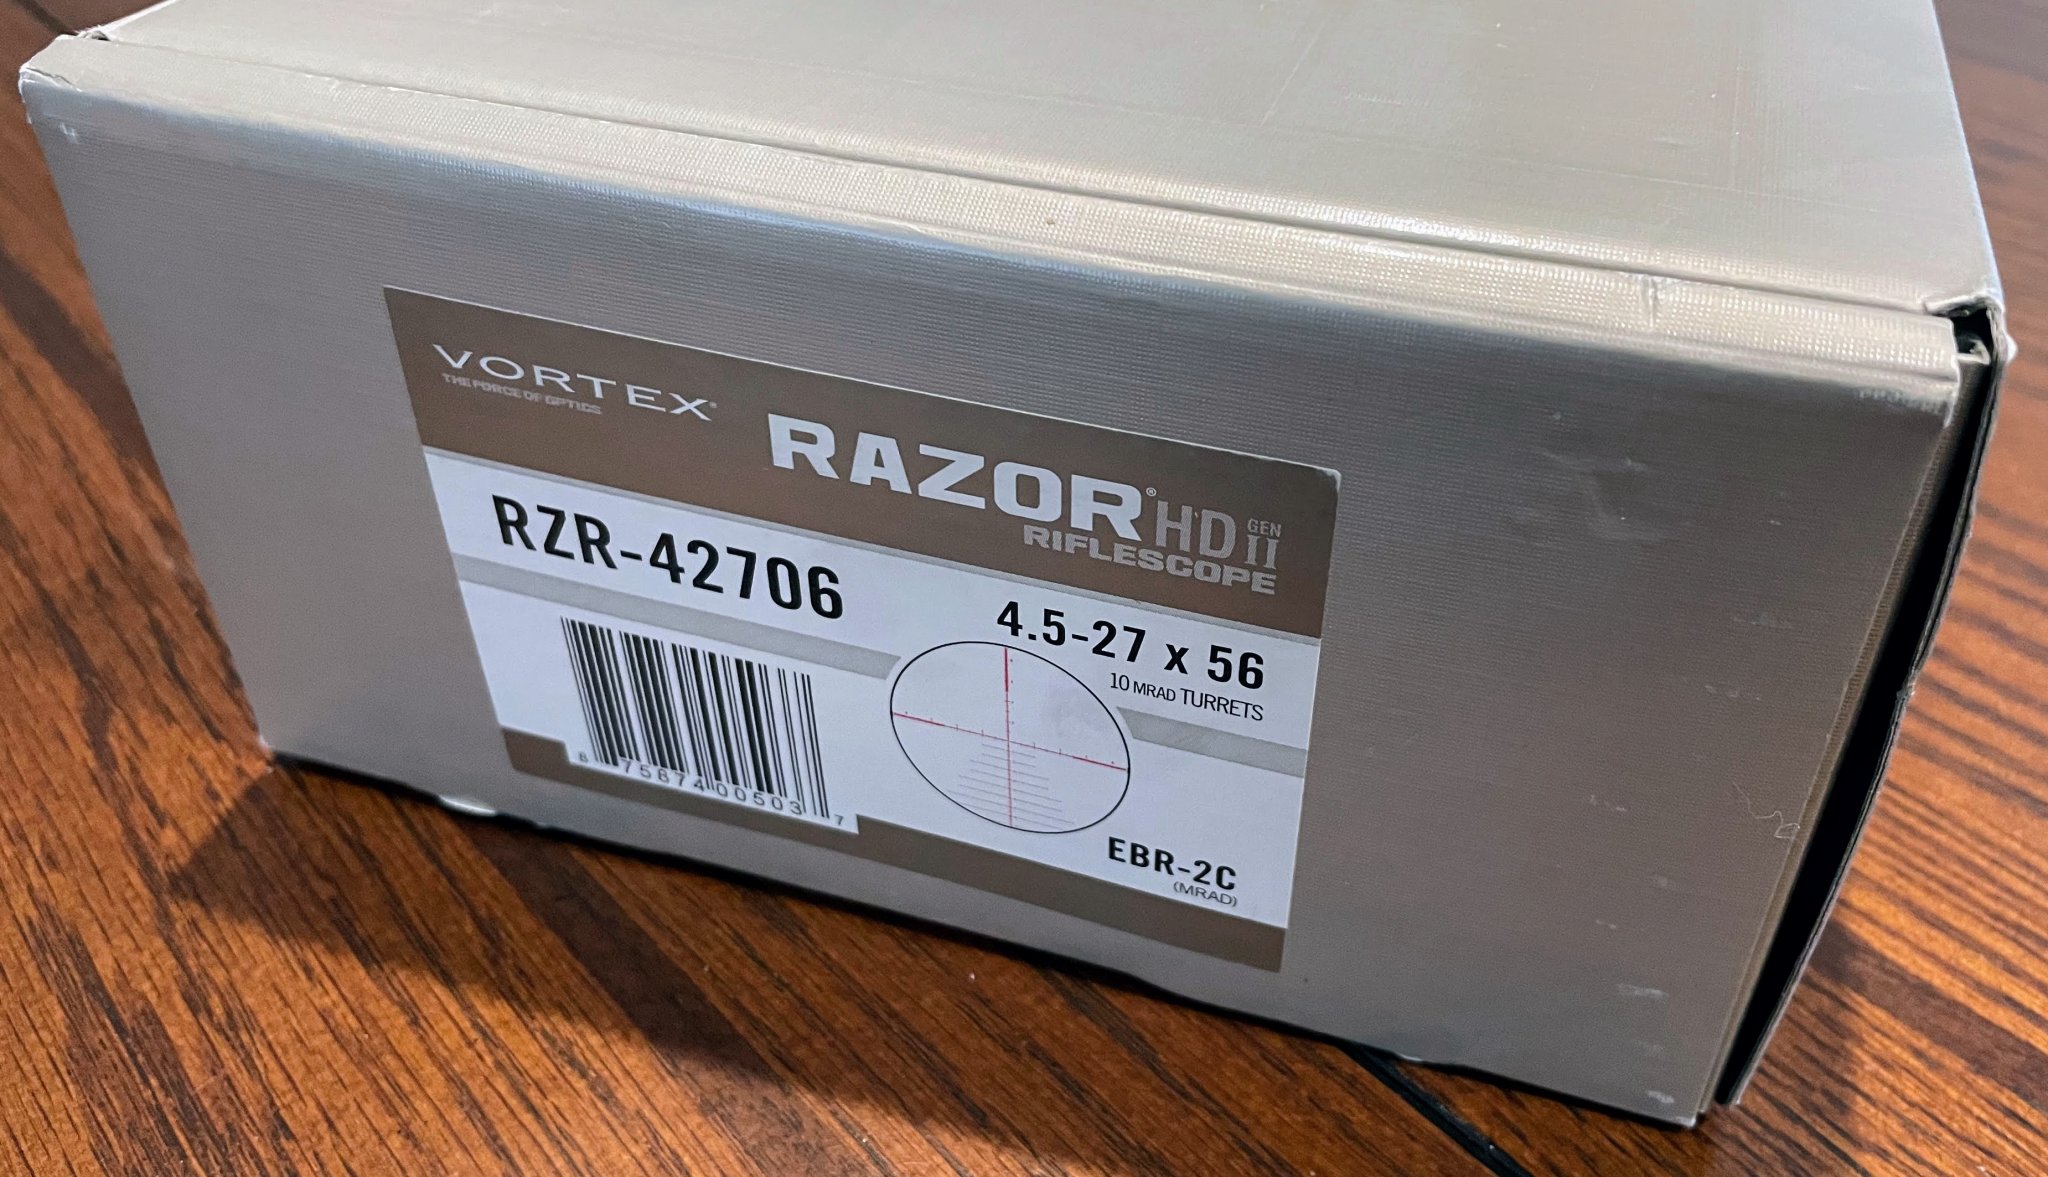 VORTEX®
THE FORCE OF OPTICS
RAZOR® HD GEN II
RIFLESCOPE
RZR-42706
4.5-27 x 56
10 MRAD TURRETS
8 75874 00503 7
EBR-2C
(MRAD)